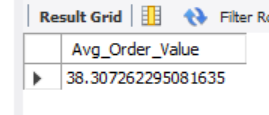 Result Grid Filter Ro
Avg_Order_Value
38.307262295081635